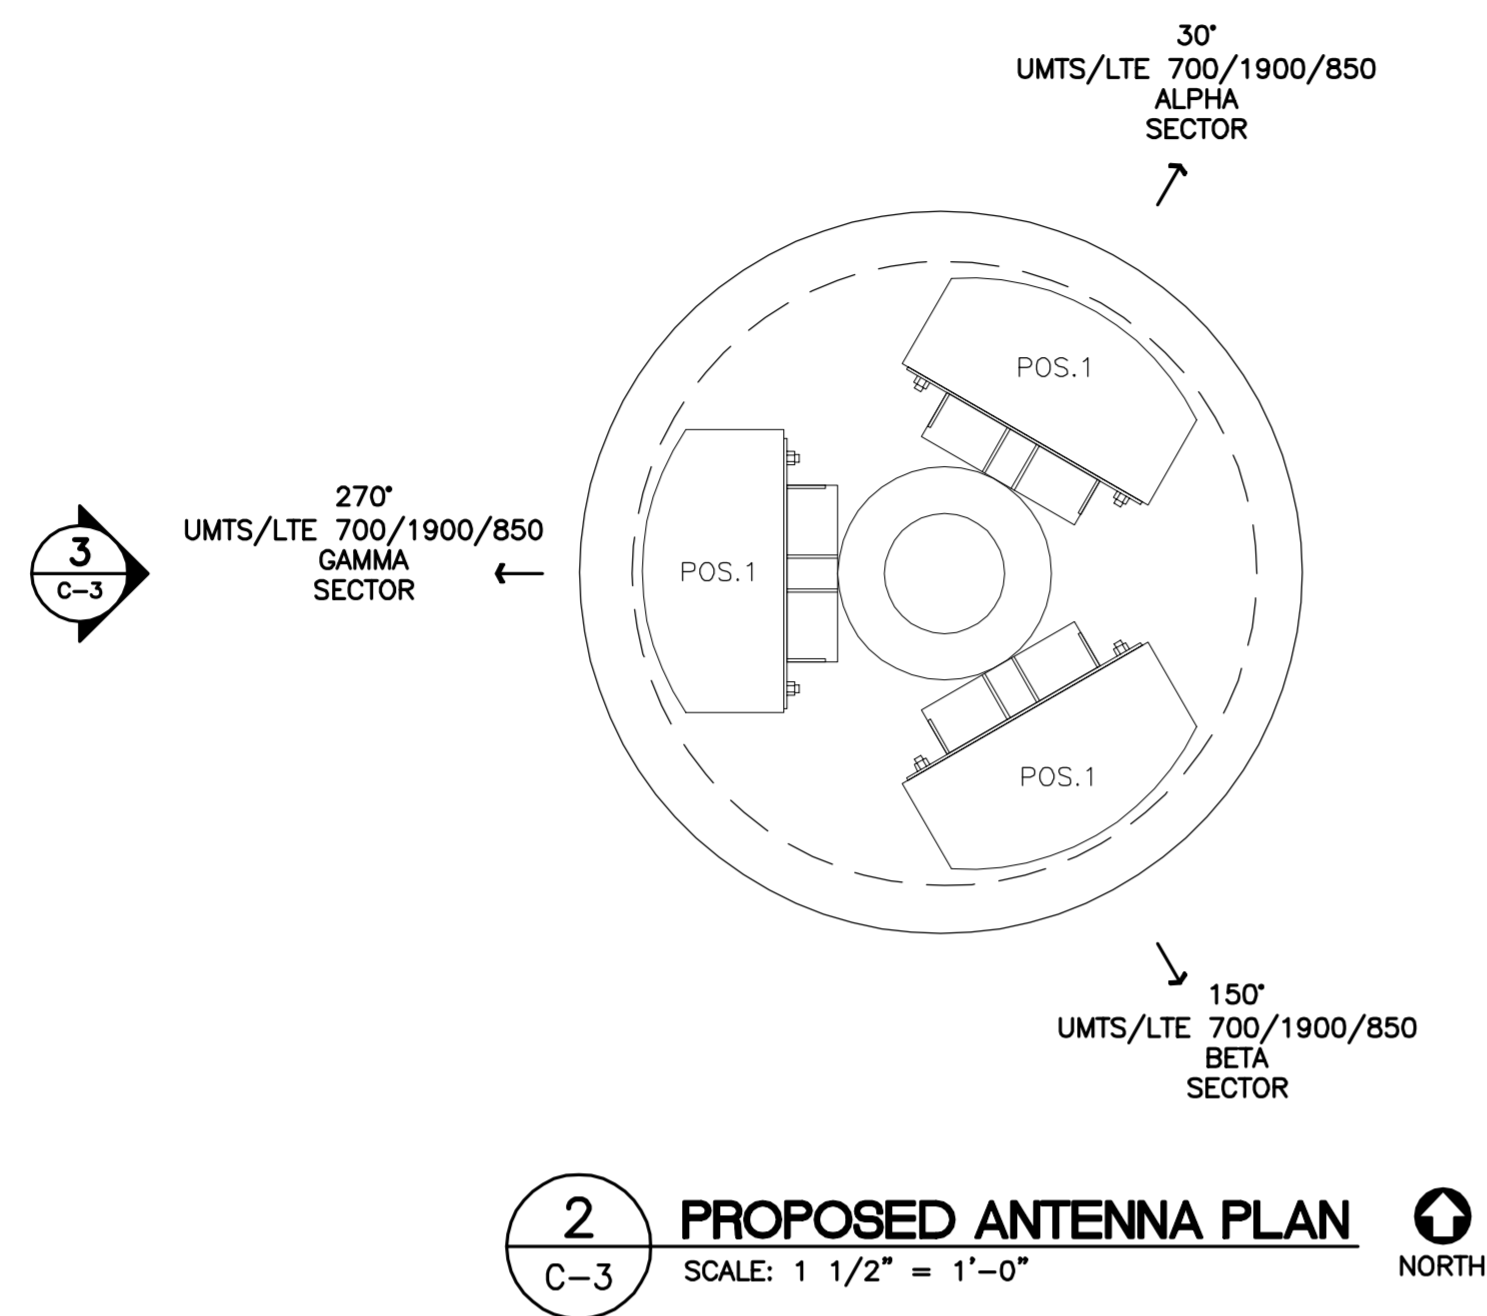 30°
UMTS/LTE 700/1900/850
ALPHA
SECTOR
POS.1
270°
UMTS/LTE 700/1900/850
GAMMA
SECTOR
3
C-3
POS.1
POS.1
150°
UMTS/LTE 700/1900/850
BETA
SECTOR
2
C-3
PROPOSED ANTENNA PLAN
SCALE: 1 1/2" = 1'-0"
NORTH